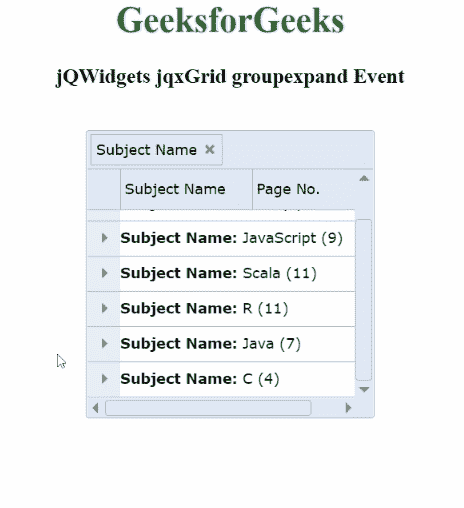 GeeksforGeeks
jQWidgets jqxGrid groupexpand Event
Subject Name
Subject Name Page No.
Subject Name: JavaScript (9)
Subject Name: Scala (11)
Subject Name: R (11)
Subject Name: Java (7)
Subject Name: C (4)